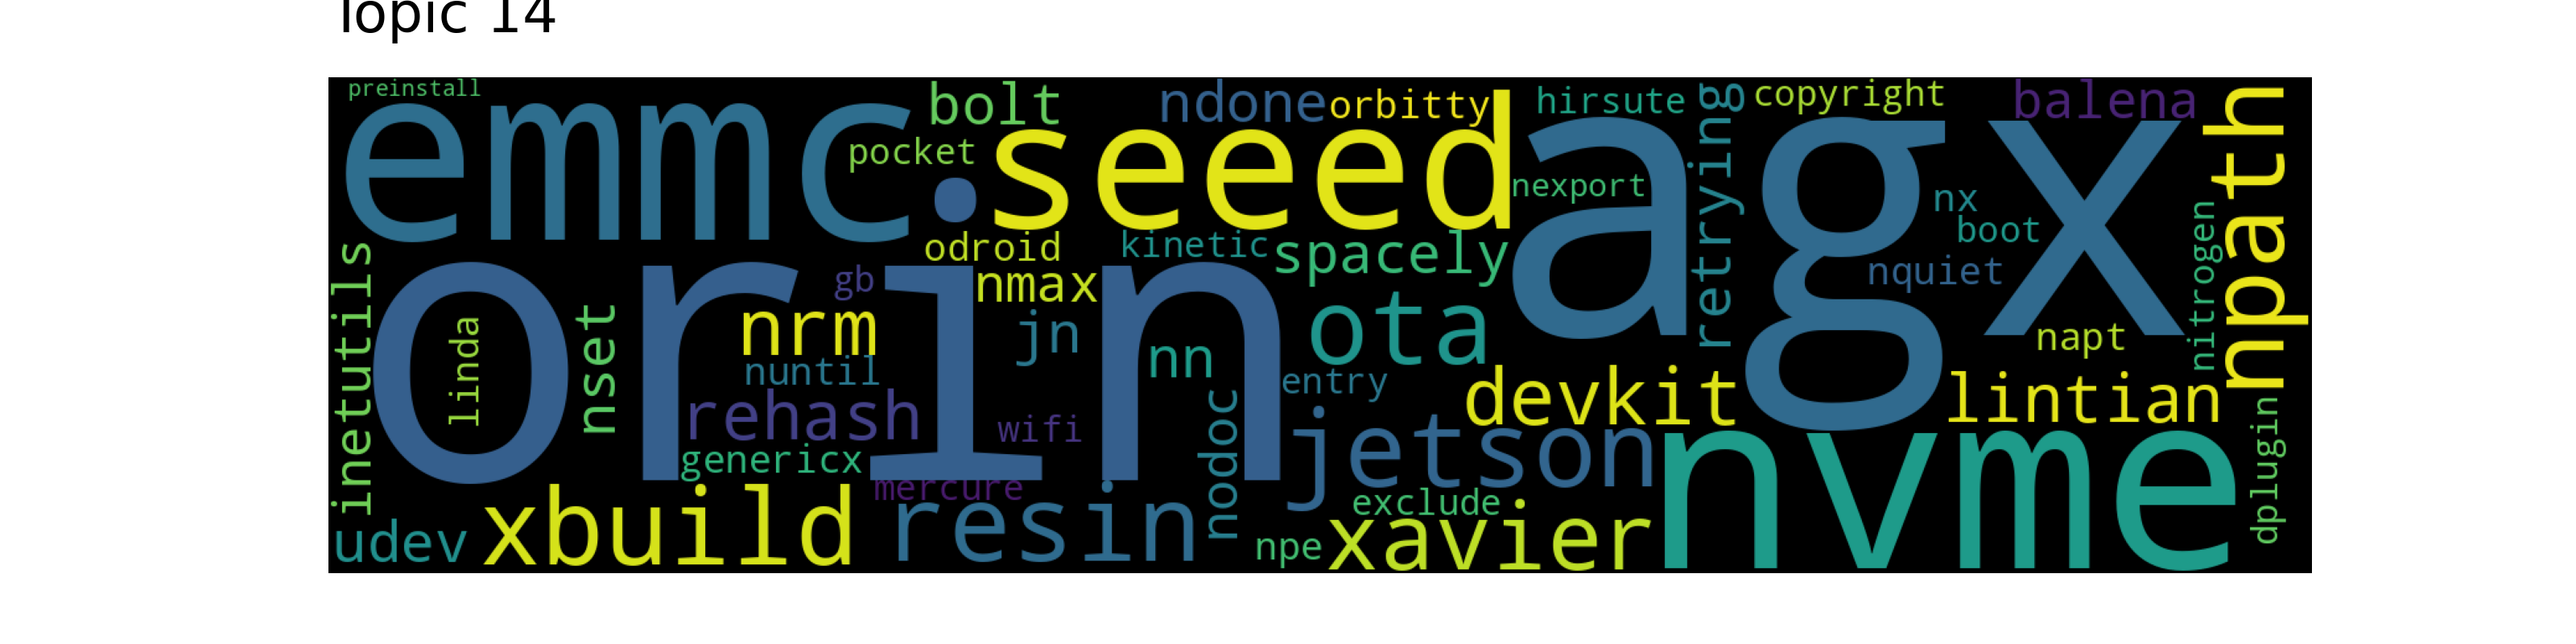 Topic 14
preinstall
emmc
bolt
pocket
seeed
ndone
orbitty
hirsute
nexport
agx
retrying
copyright
balena
npath
nx
boot
nquiet
nitrogen
napt
odroid
kinetic
spacely
inetutils
orin
linda
nset
gb
nmax
nrm
nuntil
jn
nn
ota
entry
rehash
wifi
nodoc
devkit
lintian
genericx
mercure
jetson
nvme
dplugin
udev
xbuild
resin
exclude
npe
xavier